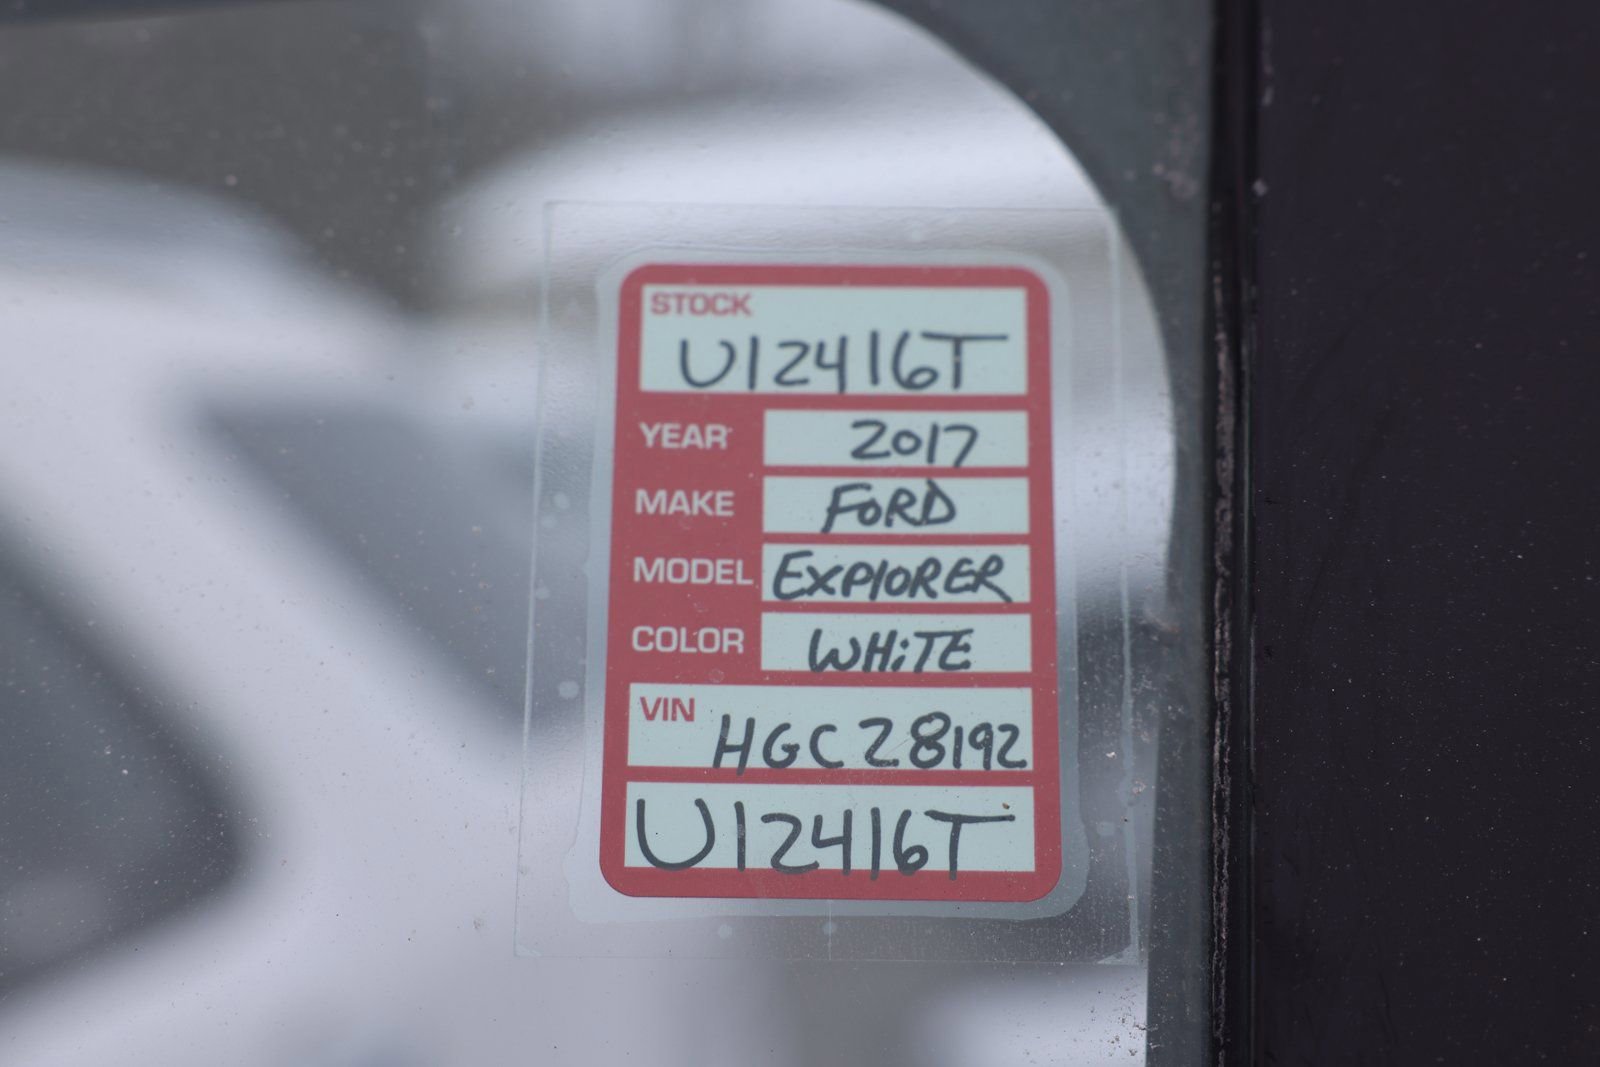 STOCK
U12416T
YEAR 2017
MAKE FORD
MODEL EXPLORER
COLOR WHiTE
VIN HGC28192
U12416T